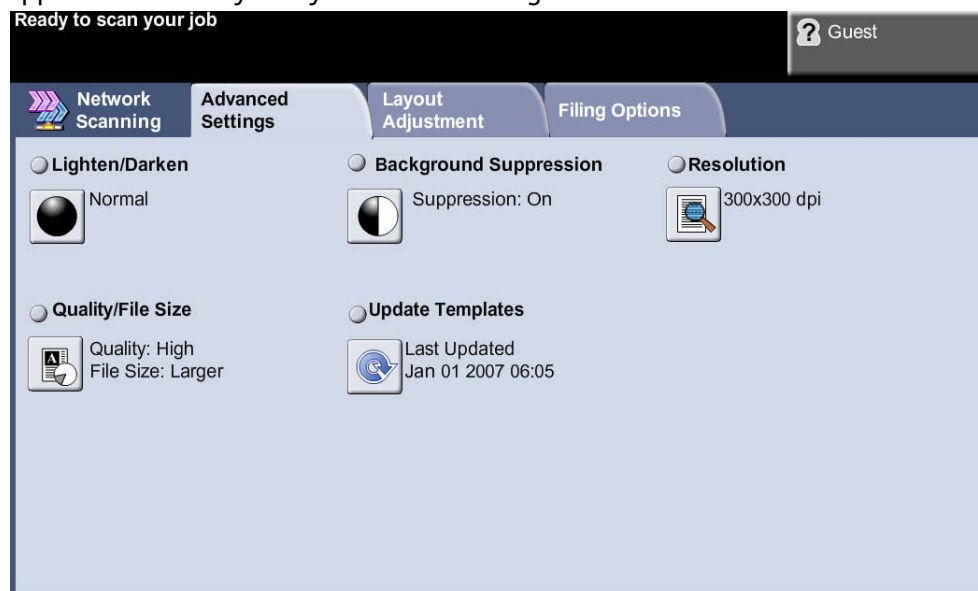 Ready to scan your job
Guest
Network Scanning
Advanced Settings
Layout Adjustment
Filing Options
Lighten/Darken
Normal
Background Suppression
Suppression: On
Resolution
300x300 dpi
Quality/File Size
Quality: High
File Size: Larger
Update Templates
Last Updated
Jan 01 2007 06:05